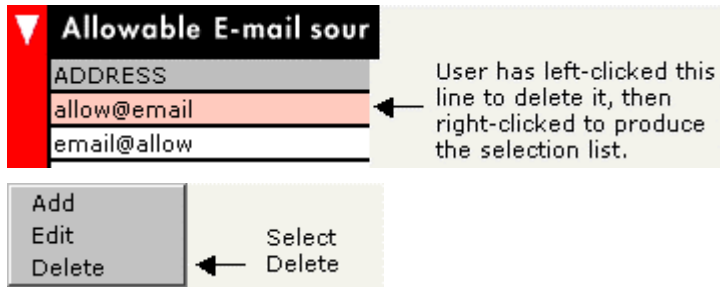 Allowable E-mail sour
ADDRESS
allow@email
email@allow
User has left-clicked this
line to delete it, then
right-clicked to produce
the selection list.
Add
Edit
Delete
Select
Delete